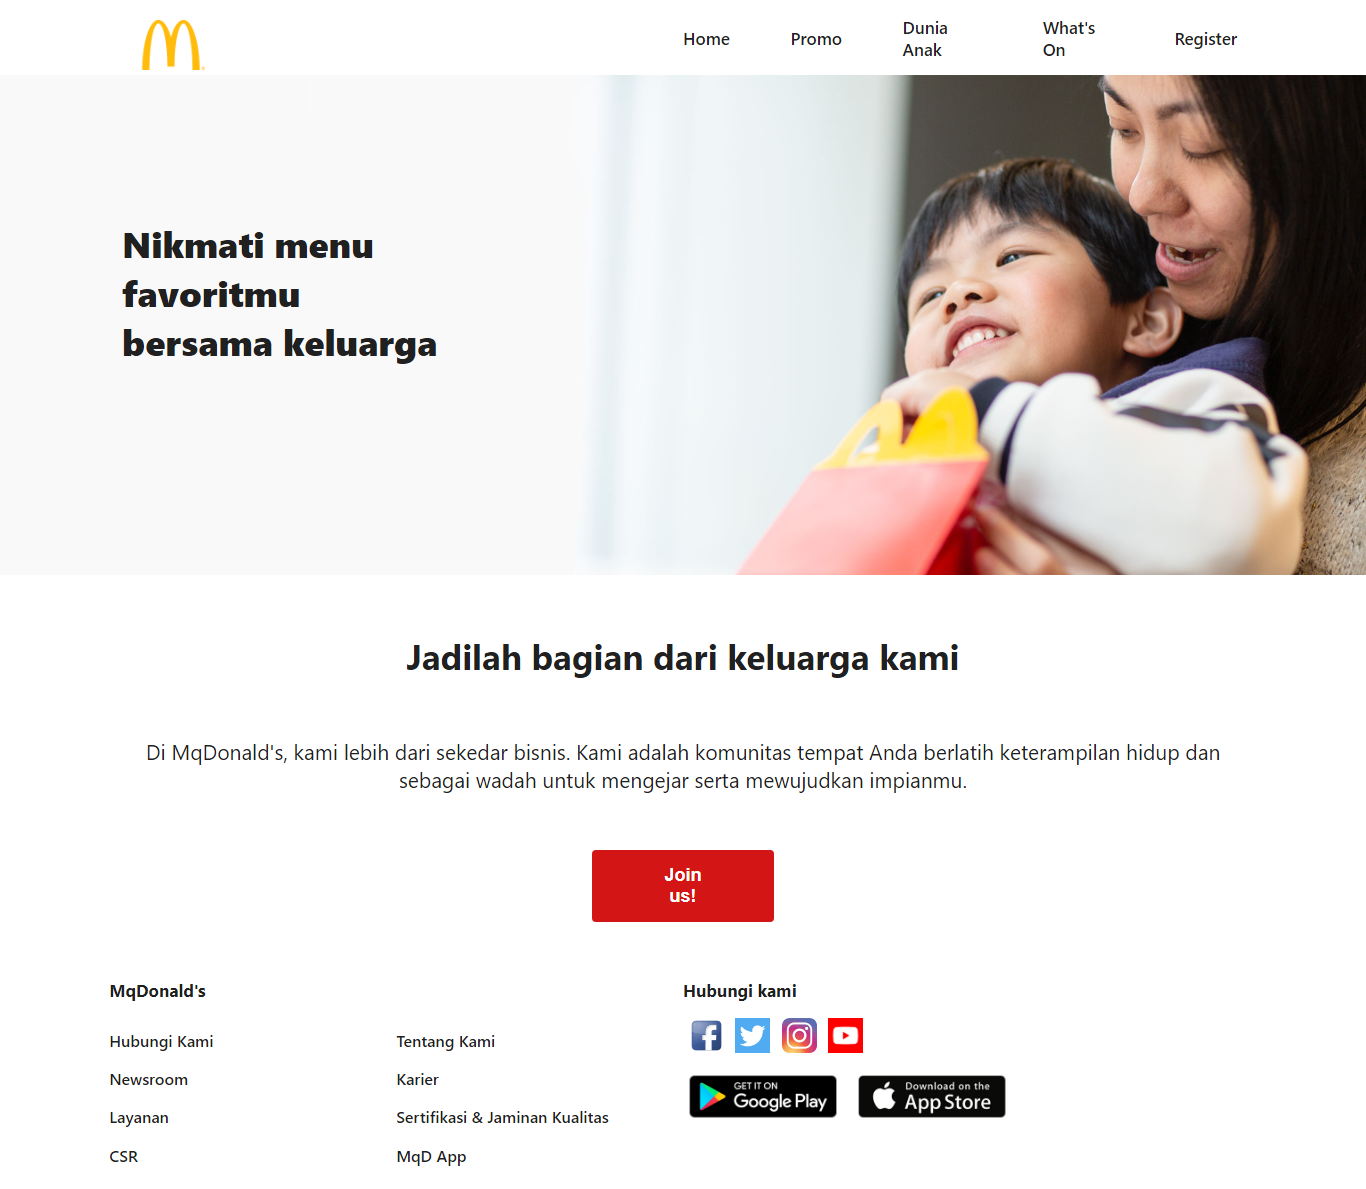 Home
Promo
Dunia
Anak
What's
On
Register
Nikmati menu
favoritmu
bersama keluarga
Jadilah bagian dari keluarga kami
Di MqDonald's, kami lebih dari sekedar bisnis. Kami adalah komunitas tempat Anda berlatih keterampilan hidup dan
sebagai wadah untuk mengejar serta mewujudkan impianmu.
Join
us!
MqDonald's
Hubungi Kami
Newsroom
Layanan
CSR
Tentang Kami
Karier
Sertifikasi & Jaminan Kualitas
MqD App
Hubungi kami
GET IT ON
Google Play
Download on the
App Store